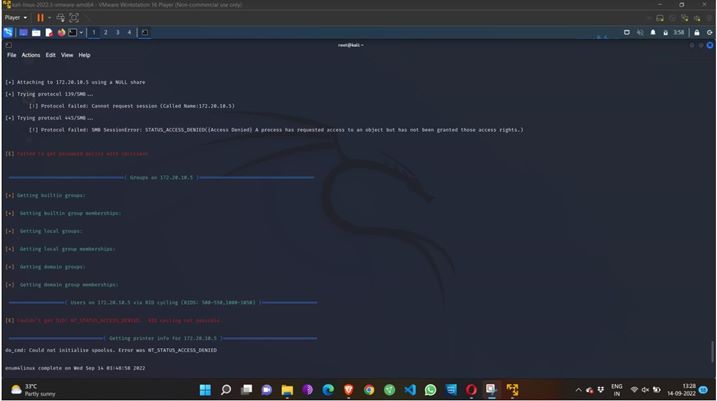 kali-linux-2022.3-vmware-amd64 - VMware Workstation 16 Player (Non-commercial use only)
Player
1 2 3 4
3:58
root@kali: ~
File Actions Edit View Help
[+] Attaching to 172.20.10.5 using a NULL share
[+] Trying protocol 139/SMB...
[!] Protocol failed: Cannot request session (Called Name:172.20.10.5)
[+] Trying protocol 445/SMB...
[!] Protocol failed: SMB SessionError: STATUS_ACCESS_DENIED({Access Denied} A process has requested access to an object but has not been granted those access rights.)
[E] Failed to get password policy with rpcclient
( Groups on 172.20.10.5 )
[+] Getting builtin groups:
[+] Getting builtin group memberships:
[+] Getting local groups:
[+] Getting local group memberships:
[+] Getting domain groups:
[+] Getting domain group memberships:
( Users on 172.20.10.5 via RID cycling (RIDS: 500-550,1000-1050) )
[E] Couldn't get SID: NT_STATUS_ACCESS_DENIED. RID cycling not possible.
( Getting printer info for 172.20.10.5 )
do_cmd: Could not initialise spoolss. Error was NT_STATUS_ACCESS_DENIED
enum4linux complete on Wed Sep 14 03:48:58 2022
33°C
Partly sunny
ENG
IN
13:28
14-09-2022